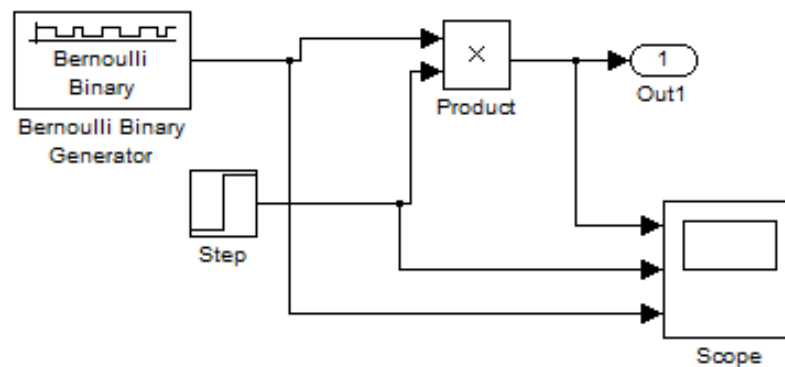 Bernoulli
Binary
Bernoulli Binary
Generator
×
Product
1
Out1
Step
Scope